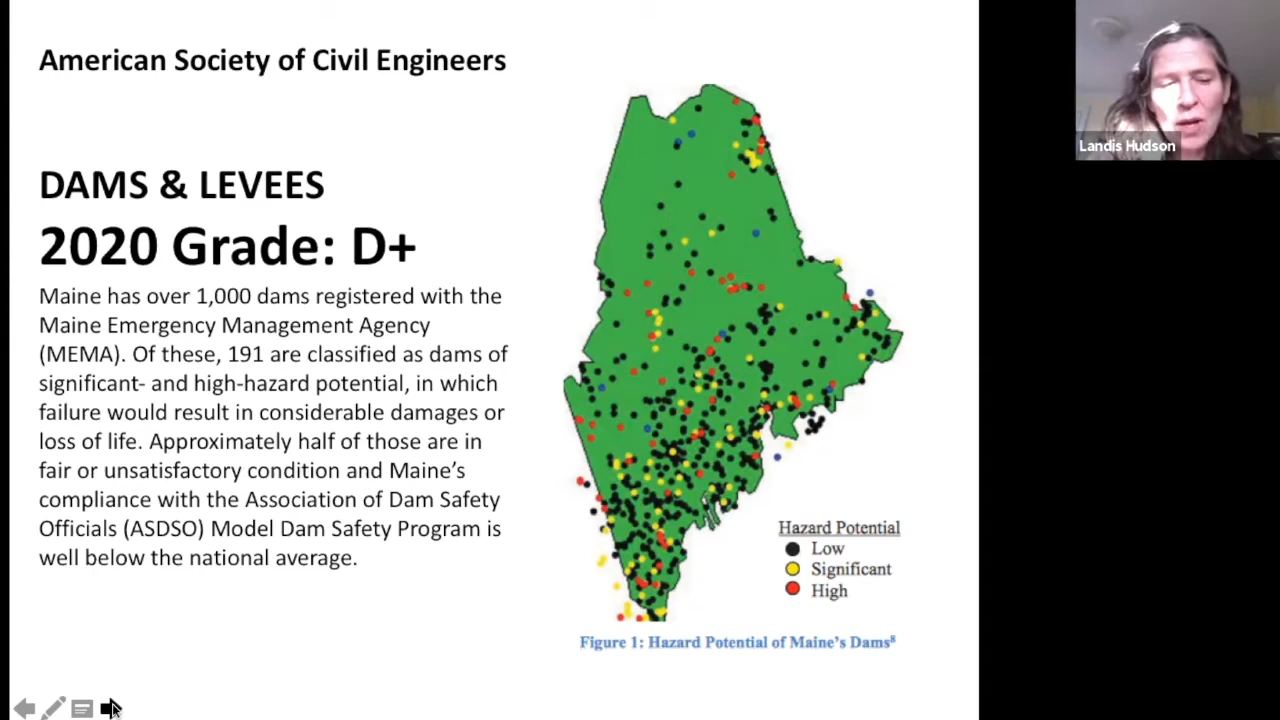 American Society of Civil Engineers
DAMS & LEVEES
2020 Grade: D+
Maine has over 1,000 dams registered with the
Maine Emergency Management Agency
(MEMA). Of these, 191 are classified as dams of
significant- and high-hazard potential, in which
failure would result in considerable damages or
loss of life. Approximately half of those are in
fair or unsatisfactory condition and Maine’s
compliance with the Association of Dam Safety
Officials (ASDSO) Model Dam Safety Program is
well below the national average.
Hazard Potential
Low
Significant
High
Figure 1: Hazard Potential of Maine’s Dams⁸
Landis Hudson